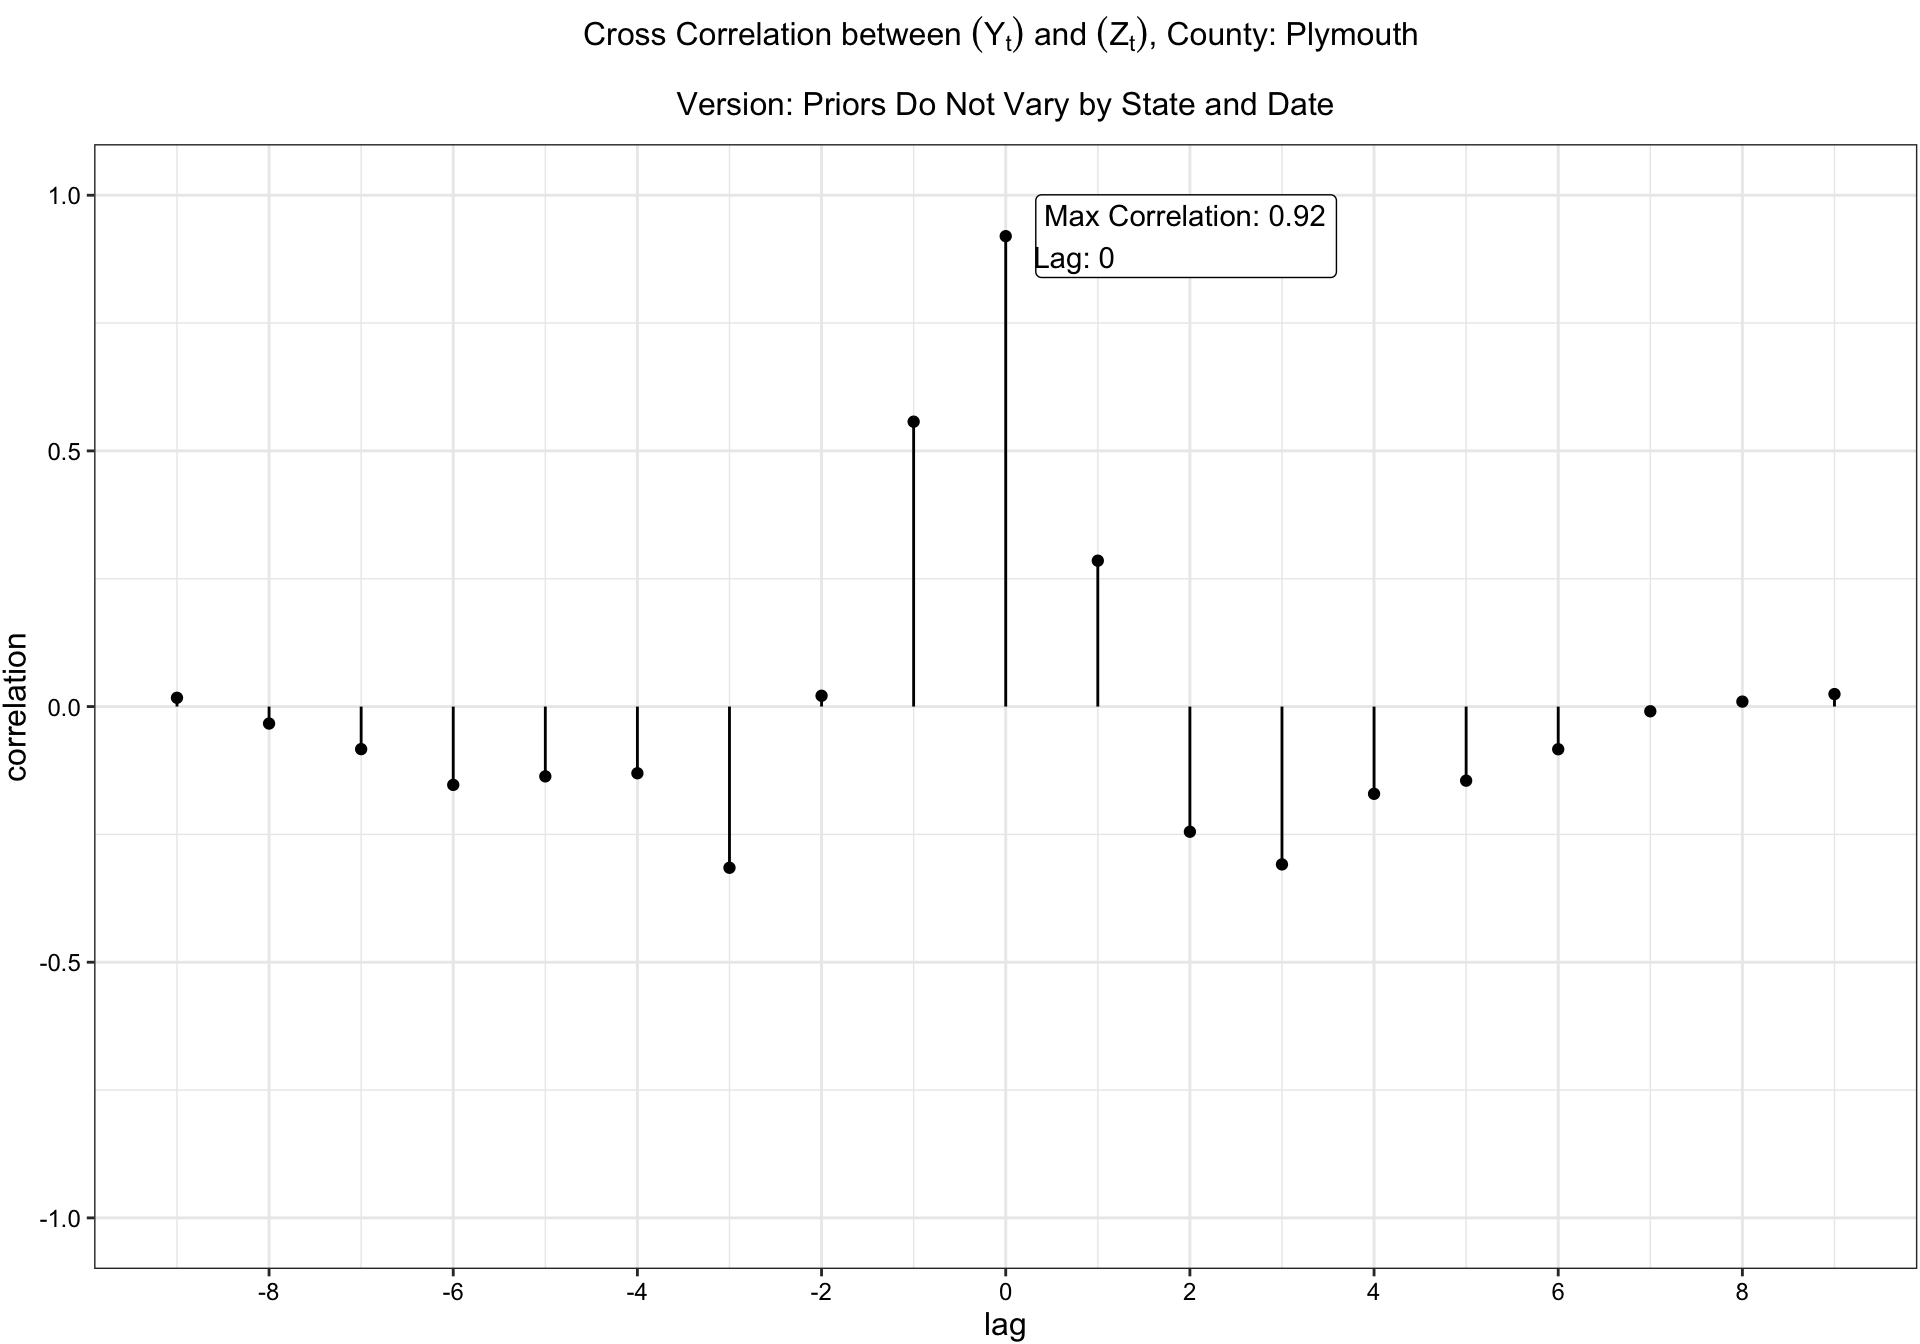 Cross Correlation between (Yt) and (Zt), County: Plymouth
Version: Priors Do Not Vary by State and Date
1.0
Max Correlation: 0.92
Lag: 0
0.5
0.0
-0.5
-1.0
correlation
-8 -6 -4 -2 0 2 4 6 8
lag